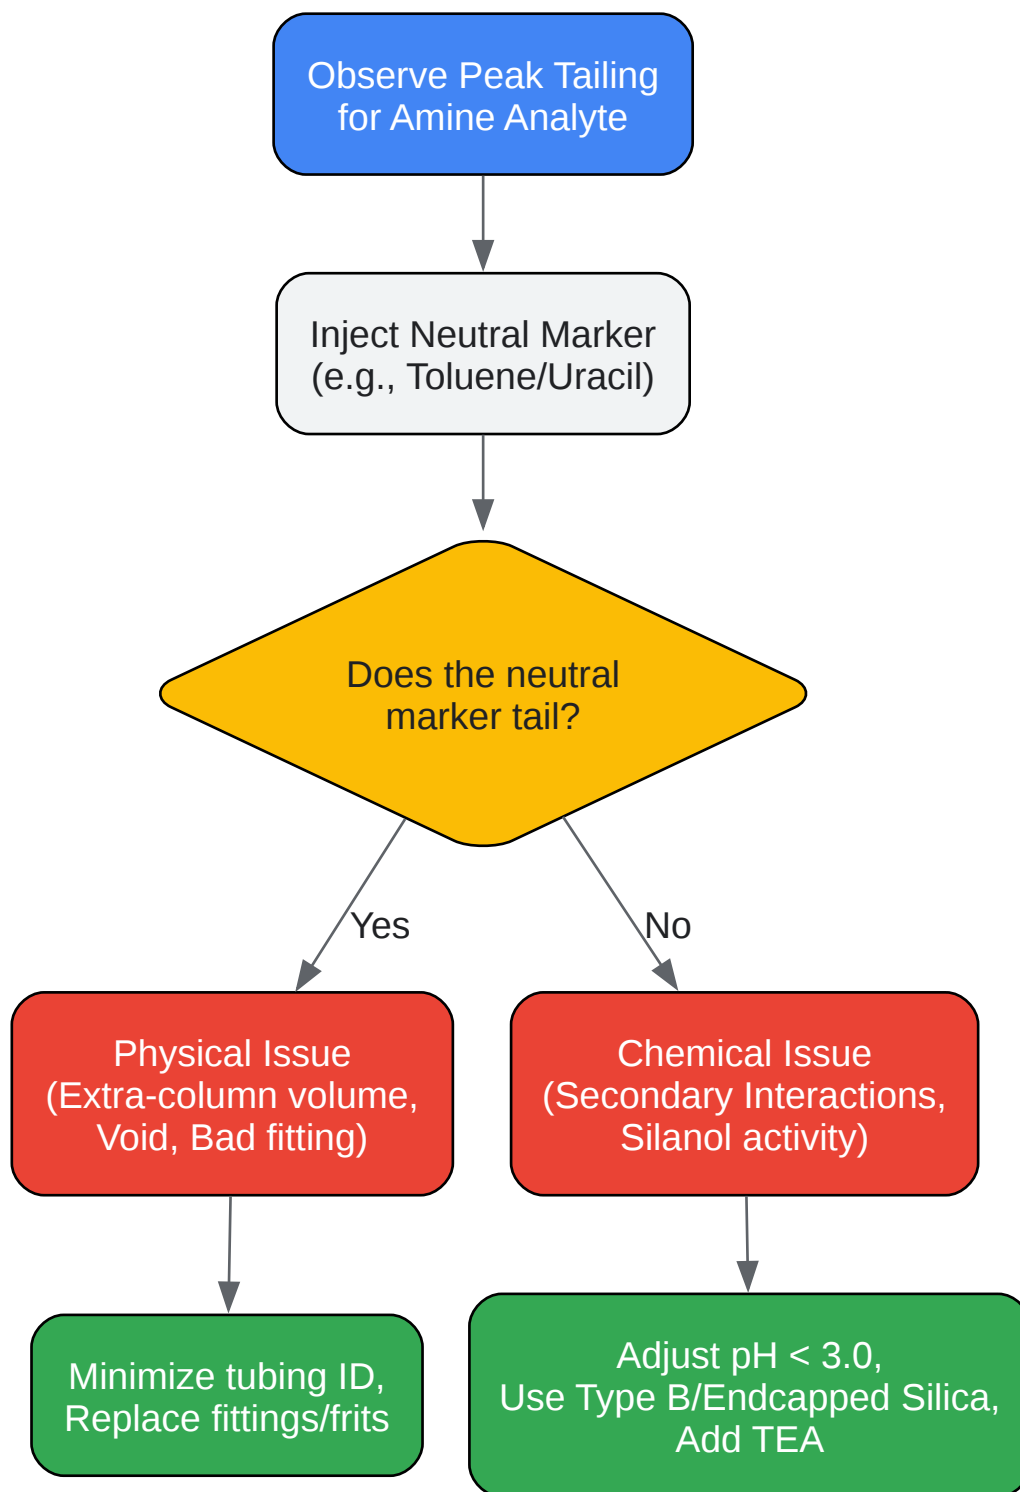 Observe Peak Tailing
for Amine Analyte
Inject Neutral Marker
(e.g., Toluene/Uracil)
Does the neutral
marker tail?
Yes
No
Physical Issue
(Extra-column volume,
Void, Bad fitting)
Chemical Issue
(Secondary Interactions,
Silanol activity)
Minimize tubing ID,
Replace fittings/frits
Adjust pH < 3.0,
Use Type B/Endcapped Silica,
Add TEA